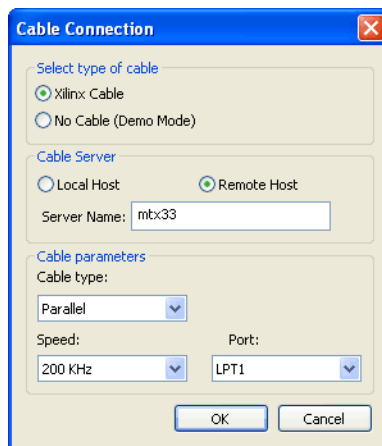 Cable Connection
Select type of cable
Xilinx Cable
No Cable (Demo Mode)
Cable Server
Local Host Remote Host
Server Name: mtx33
Cable parameters
Cable type:
Parallel
Speed: Port:
200 KHz LPT1
OK Cancel